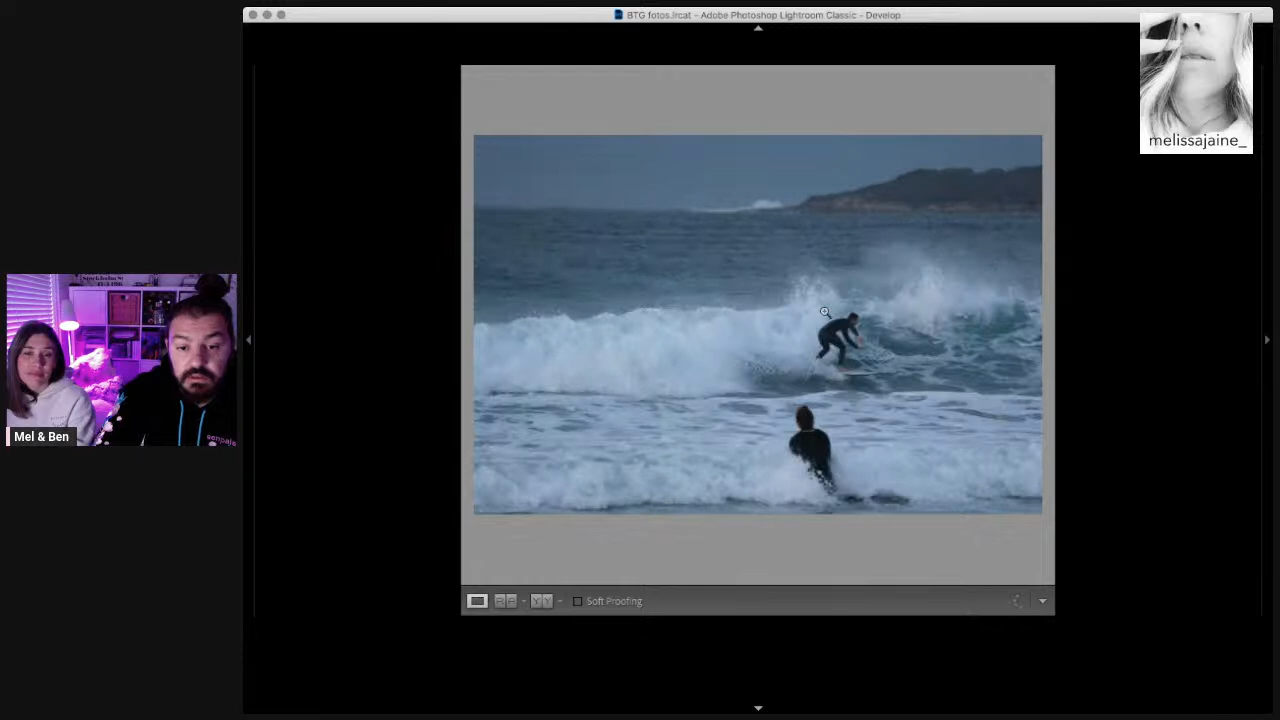 BTG fotos.lrcat - Adobe Photoshop Lightroom Classic - Develop
melissajaine_
Mel & Ben
Soft Proofing